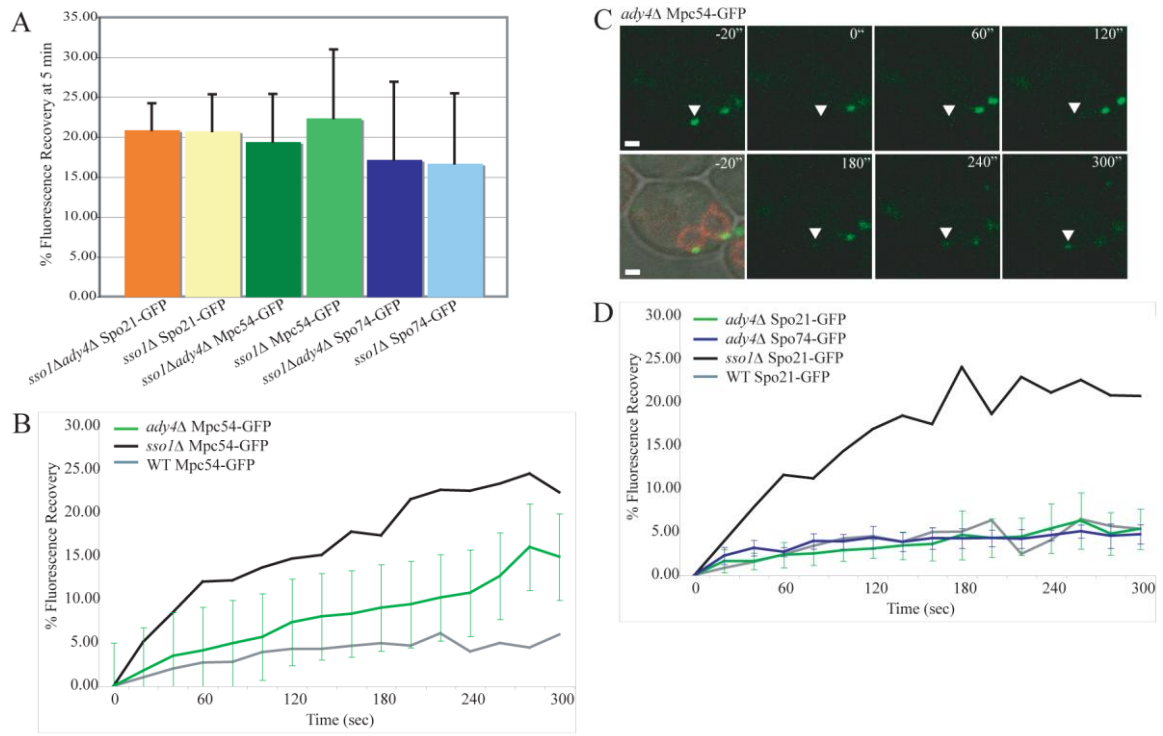 A
35.00
30.00
25.00
20.00
15.00
10.00
5.00
0.00
% Fluorescence Recovery at 5 min
sso1Δady4Δ Spo21-GFP
sso1Δ Spo21-GFP
sso1Δady4Δ Mpc54-GFP
sso1Δ Mpc54-GFP
sso1Δady4Δ Spo74-GFP
sso1Δ Spo74-GFP
C
ady4Δ Mpc54-GFP
-20” 0“ 60” 120”
-20” 180” 240” 300”
B
30.00
25.00
20.00
15.00
10.00
5.00
0.00
% Fluorescence Recovery
ady4Δ Mpc54-GFP
sso1Δ Mpc54-GFP
WT Mpc54-GFP
0 60 120 180 240 300
Time (sec)
D
30.00
25.00
20.00
15.00
10.00
5.00
0.00
% Fluorescence Recovery
ady4Δ Spo21-GFP
ady4Δ Spo74-GFP
sso1Δ Spo21-GFP
WT Spo21-GFP
0 60 120 180 240 300
Time (sec)